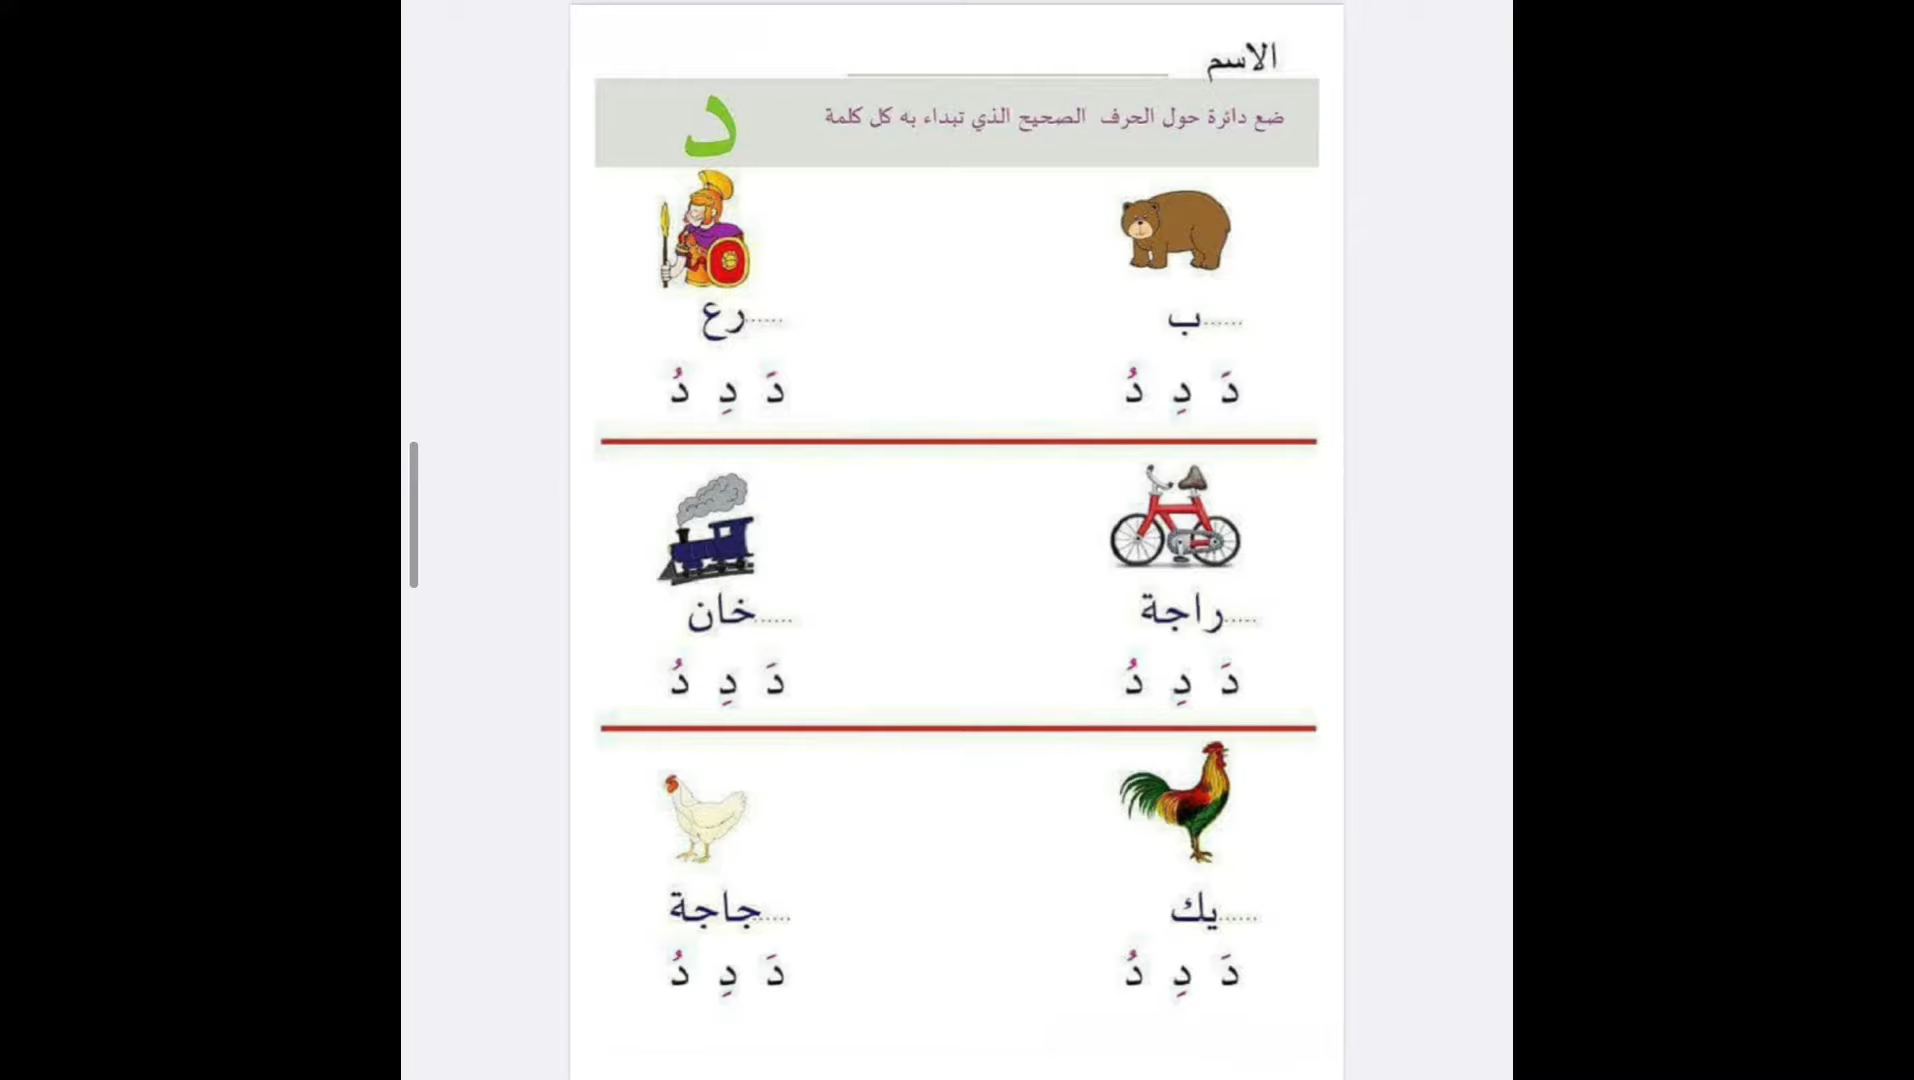 الاسم
ضع دائرة حول الحرف الصحيح الذي تبداء به كل كلمة د
......ب ......رع
دَ دِ دُ دَ دِ دُ
.....راجة ......خان
دَ دِ دُ دَ دِ دُ
......يك .....جاجة
دَ دِ دُ دَ دِ دُ